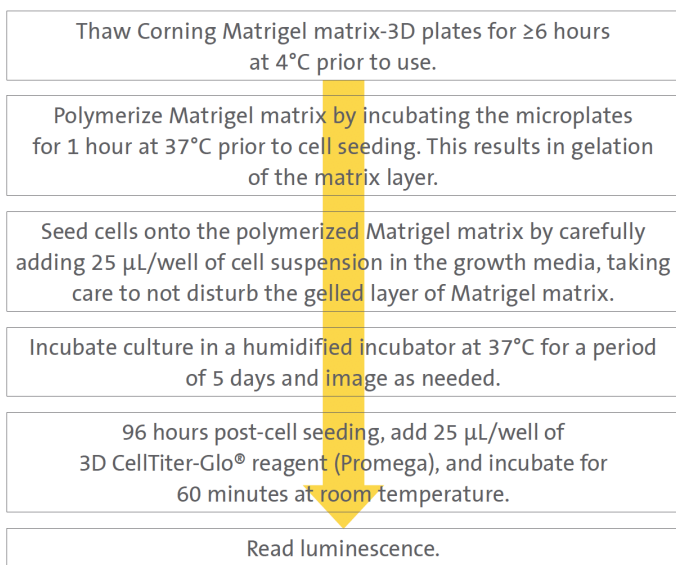 Thaw Corning Matrigel matrix-3D plates for ≥6 hours
at 4°C prior to use.
Polymerize Matrigel matrix by incubating the microplates
for 1 hour at 37°C prior to cell seeding. This results in gelation
of the matrix layer.
Seed cells onto the polymerized Matrigel matrix by carefully
adding 25 µL/well of cell suspension in the growth media, taking
care to not disturb the gelled layer of Matrigel matrix.
Incubate culture in a humidified incubator at 37°C for a period
of 5 days and image as needed.
96 hours post-cell seeding, add 25 µL/well of
3D CellTiter-Glo® reagent (Promega), and incubate for
60 minutes at room temperature.
Read luminescence.